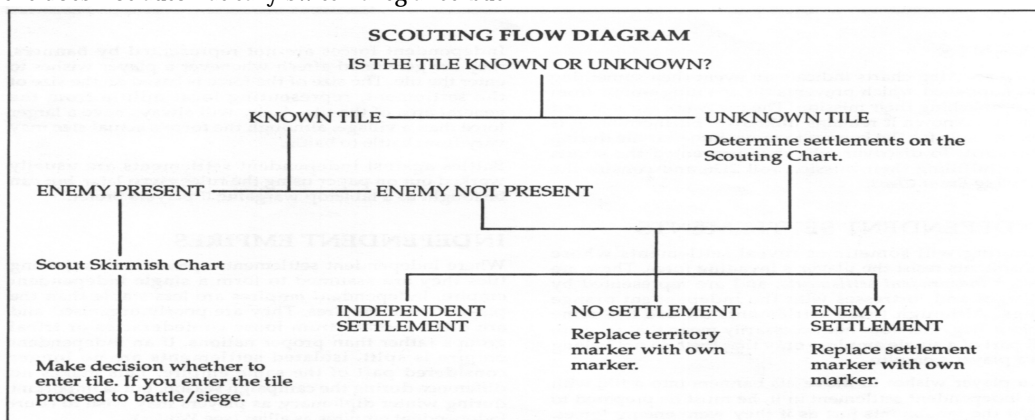 SCOUTING FLOW DIAGRAM
IS THE TILE KNOWN OR UNKNOWN?
KNOWN TILE
UNKNOWN TILE
Determine settlements on the
Scouting Chart.
ENEMY PRESENT
ENEMY NOT PRESENT
Scout Skirmish Chart
INDEPENDENT
SETTLEMENT
NO SETTLEMENT
Replace territory
marker with own
marker.
ENEMY
SETTLEMENT
Replace settlement
marker with own
marker.
Make decision whether to
enter tile. If you enter the tile
proceed to battle/siege.